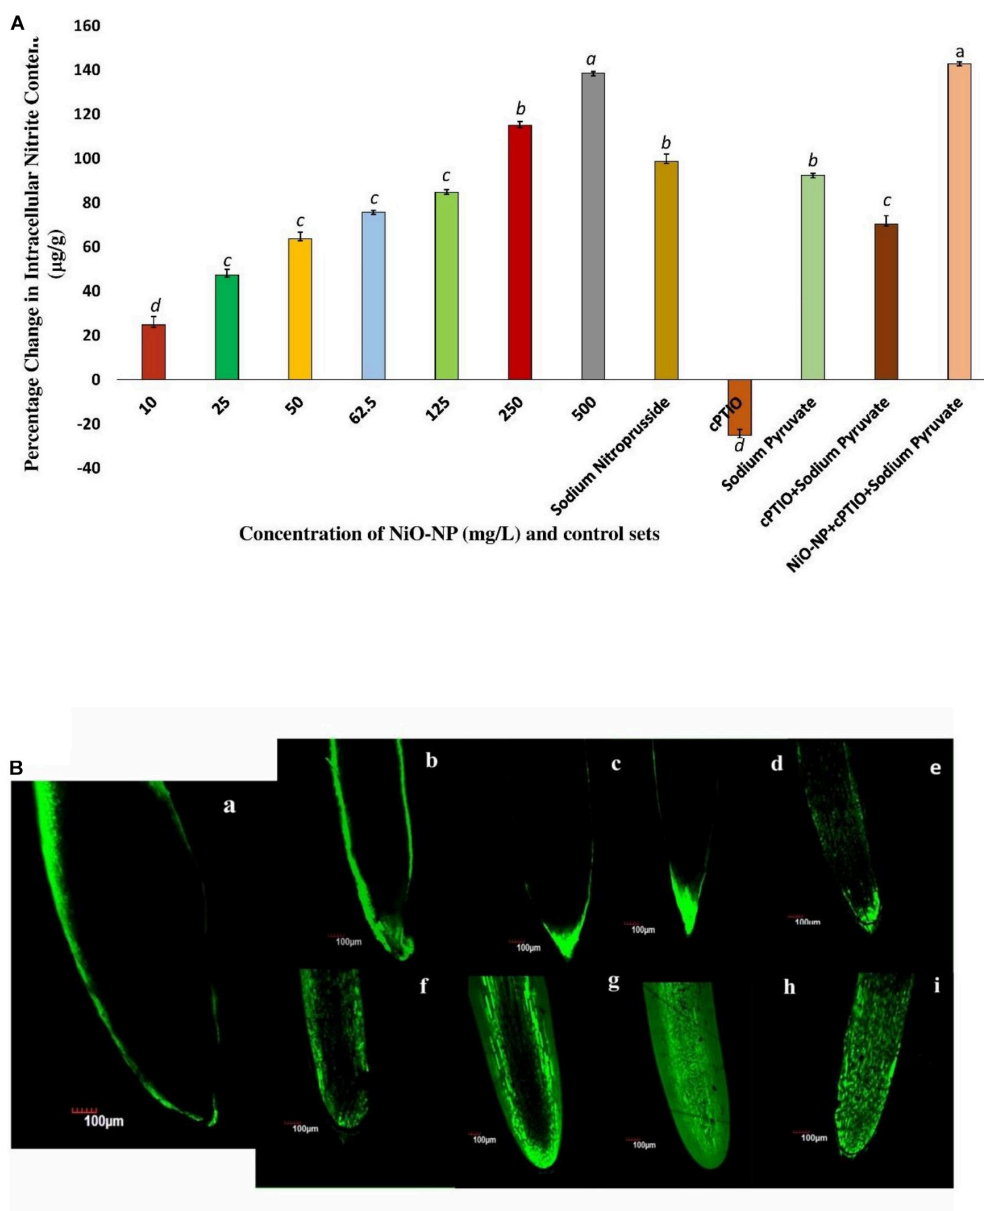 A
160
140
120
100
80
60
40
20
0
-20
-40
Percentage Change in Intracellular Nitrite
(µg/g)
a
b
c
c
c
c
d
b
d
b
c
a
10
25
50
62.5
125
250
500
Sodium Nitroprusside
cPTIO
Sodium Pyruvate
cPTIO+Sodium Pyruvate
NiO-NP+cPTIO+Sodium Pyruvate
Concentration of NiO-NP (mg/L) and control sets
B
a
b
c
d
e
100µm
100µm
100µm
100µm
100µm
f
g
h
i
100µm
100µm
100µm
100µm